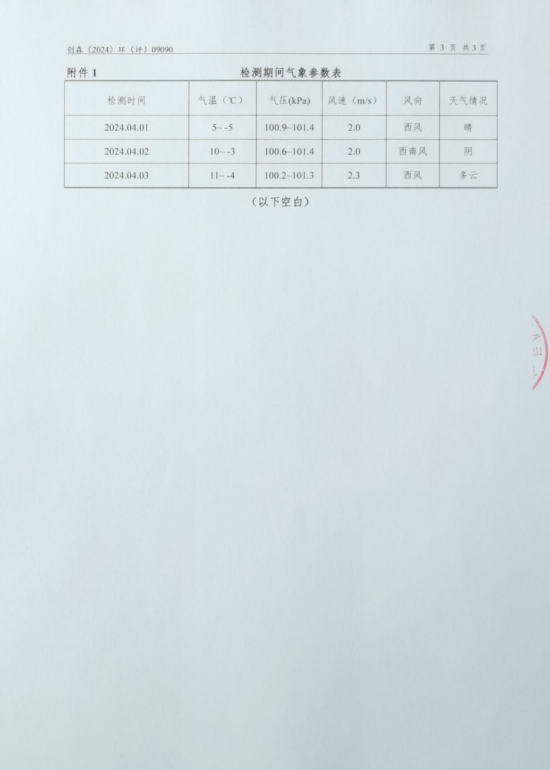 创森（2024）环（评）09090
第 3 页 共3页
附件 1
检测期间气象参数表
检测时间 气温（℃） 气压(kPa) 风速（m/s） 风向 天气情况
2024.04.01 5~-5 100.9~101.4 2.0 西风 晴
2024.04.02 10~-3 100.6~101.4 2.0 西南风 阴
2024.04.03 11~-4 100.2~101.3 2.3 西风 多云
（以下空白）